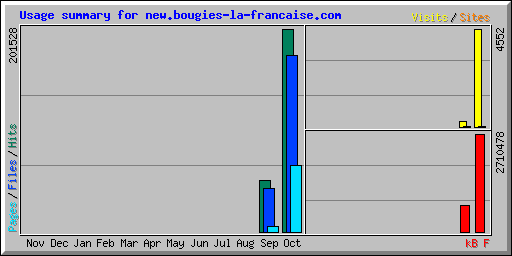 Usage summary for new.bougies-la-francaise.com
Visits / Sites
201528
4552
2710478
Pages / Files / Hits
Nov Dec Jan Feb Mar Apr May Jun Jul Aug Sep Oct
kB F